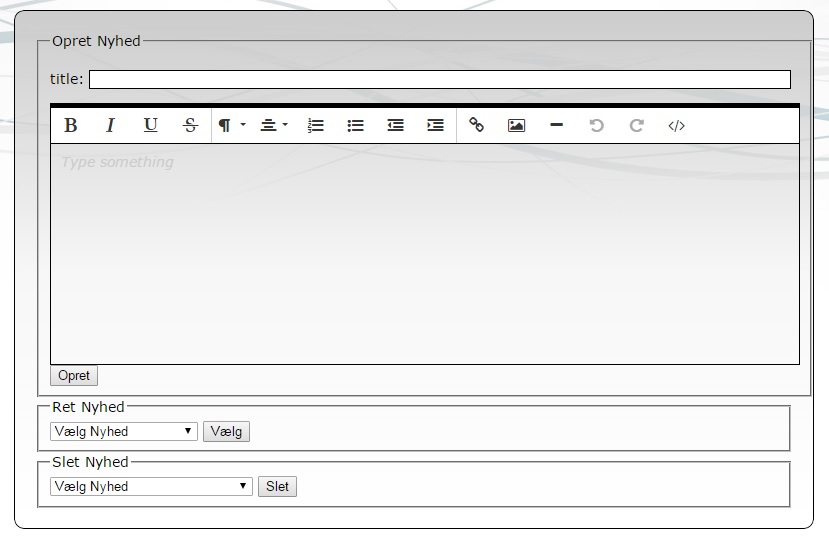 Opret Nyhed
title:
B I U S ¶ </>
Type something
Opret
Ret Nyhed
Vælg Nyhed Vælg
Slet Nyhed
Vælg Nyhed Slet